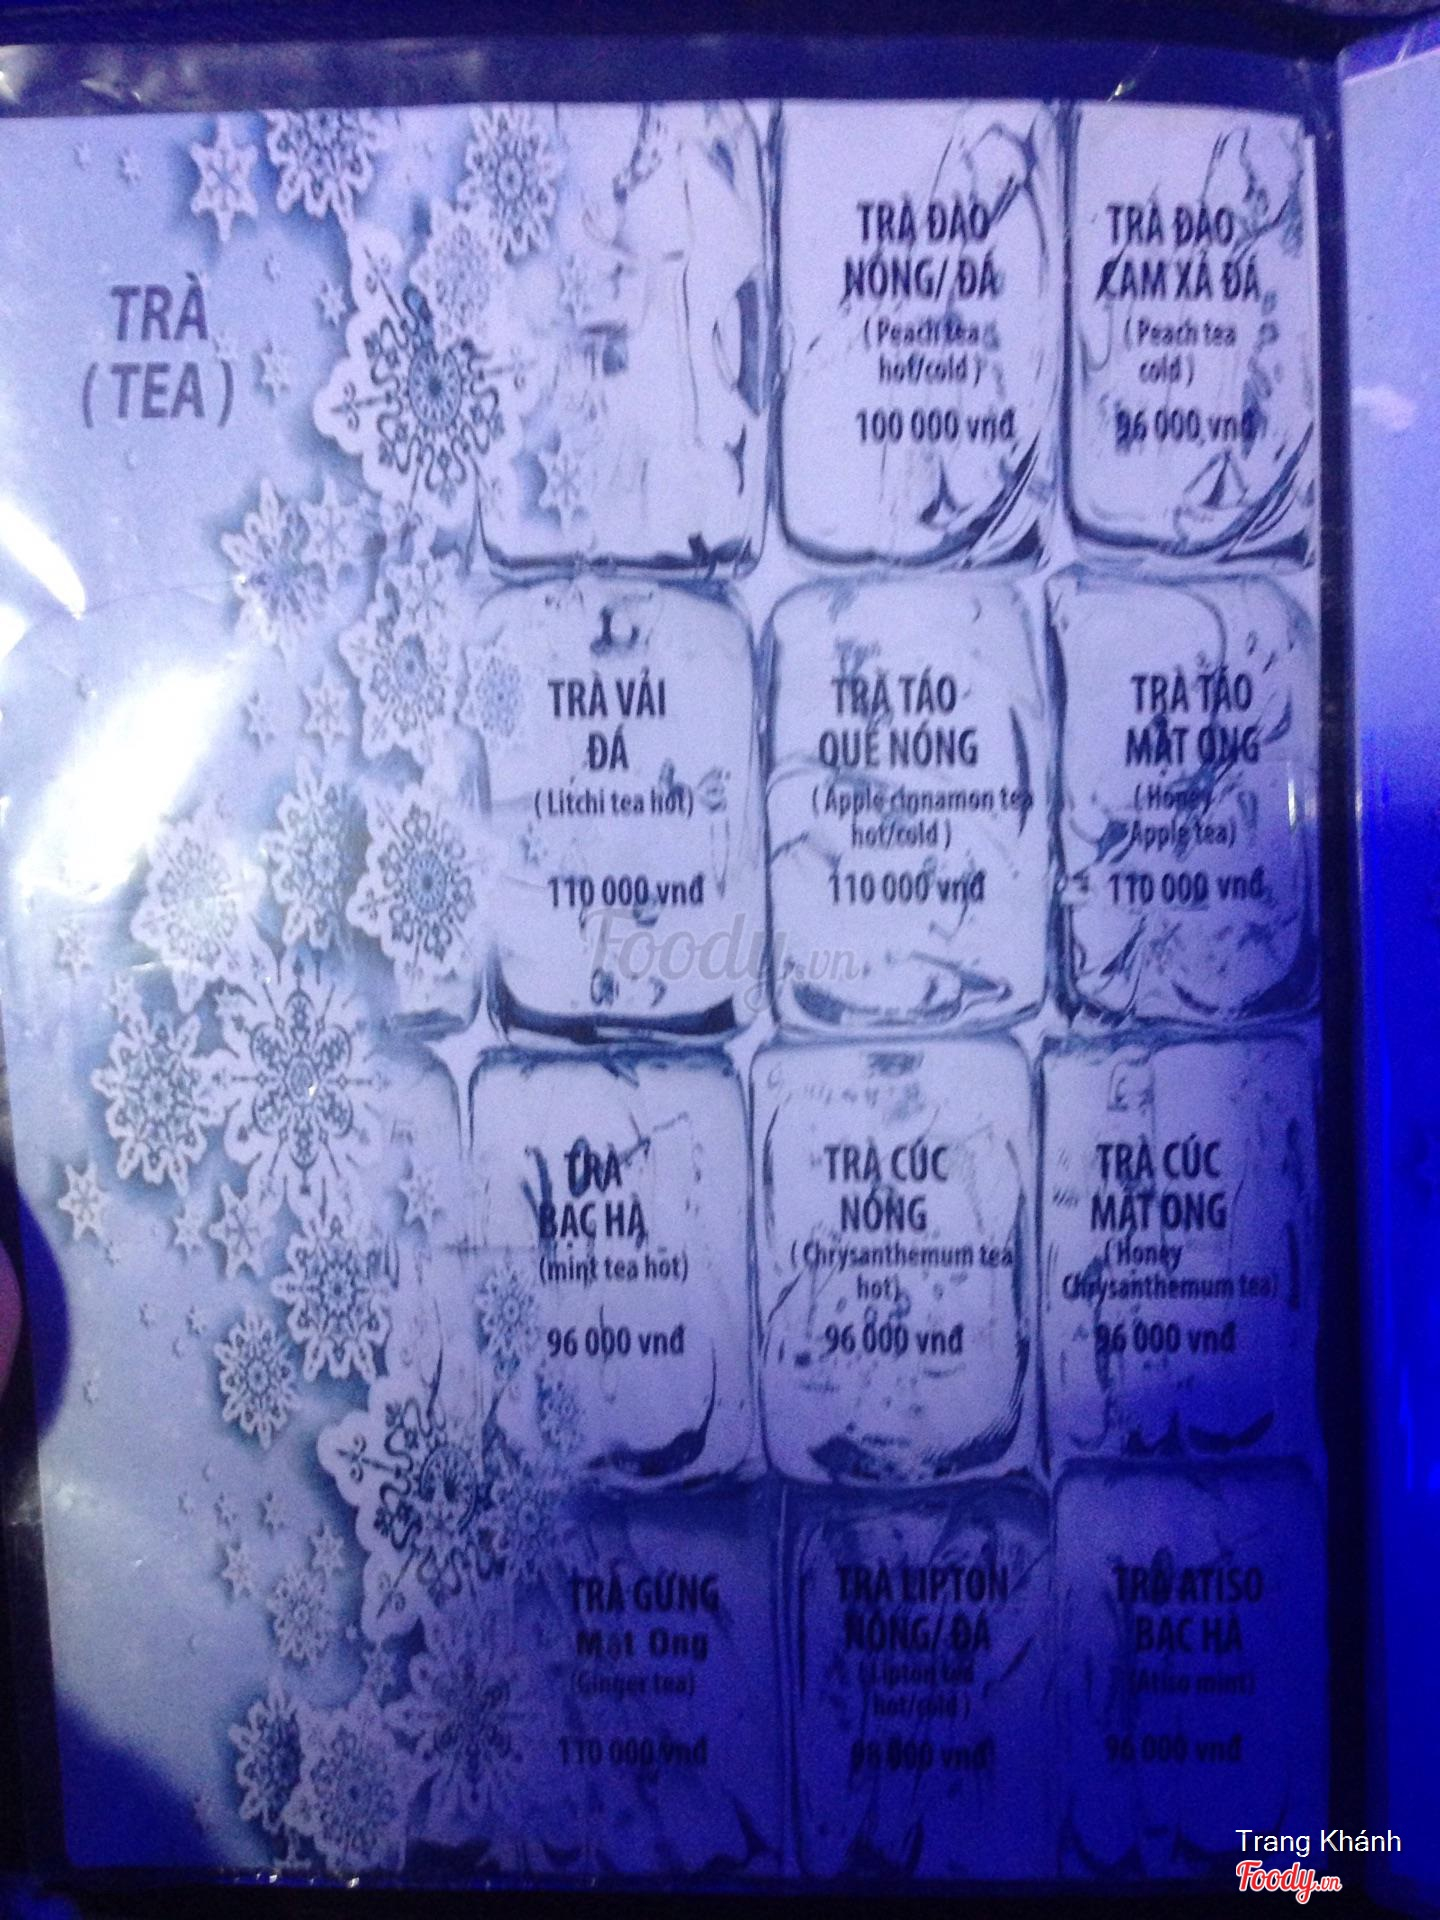 TRÀ
( TEA )
TRÀ ĐÀO
NÓNG/ ĐÁ
( Peach tea
hot/cold )
100 000 vnđ
TRÀ ĐÀO
CAM XẢ ĐÁ
( Peach tea
cold )
96 000 vnđ
TRÀ VẢI
ĐÁ
( Litchi tea hot)
110 000 vnđ
TRÀ TÁO
QUẾ NÓNG
( Apple cinnamon tea
hot/cold )
110 000 vnđ
TRÀ TÁO
MẬT ONG
( Honey
Apple tea)
110 000 vnđ
TRÀ
BẠC HÀ
(mint tea hot)
96 000 vnđ
TRÀ CÚC
NÓNG
( Chrysanthemum tea
hot)
96 000 vnđ
TRÀ CÚC
MẬT ONG
( Honey
Chrysanthemum tea)
96 000 vnđ
TRÀ GỪNG
Mật Ong
(Ginger tea)
110 000 vnđ
TRÀ LIPTON
NÓNG/ ĐÁ
( Lipton tea
hot/cold )
98 000 vnđ
TRÀ ATISO
BẠC HÀ
(Atiso mint)
96 000 vnđ
Foody.vn
Trang Khánh
Foody.vn